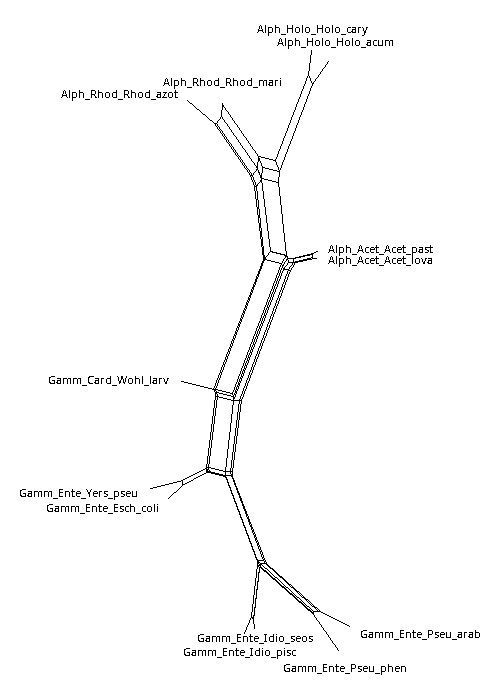 Alph_Holo_Holo_cary
Alph_Holo_Holo_acum
Alph_Rhod_Rhod_mari
Alph_Rhod_Rhod_azot
Alph_Acet_Acet_past
Alph_Acet_Acet_lova
Gamm_Card_Wohl_larv
Gamm_Ente_Yers_pseu
Gamm_Ente_Esch_coli
Gamm_Ente_Pseu_arab
Gamm_Ente_Idio_seos
Gamm_Ente_Idio_pisc
Gamm_Ente_Pseu_phen